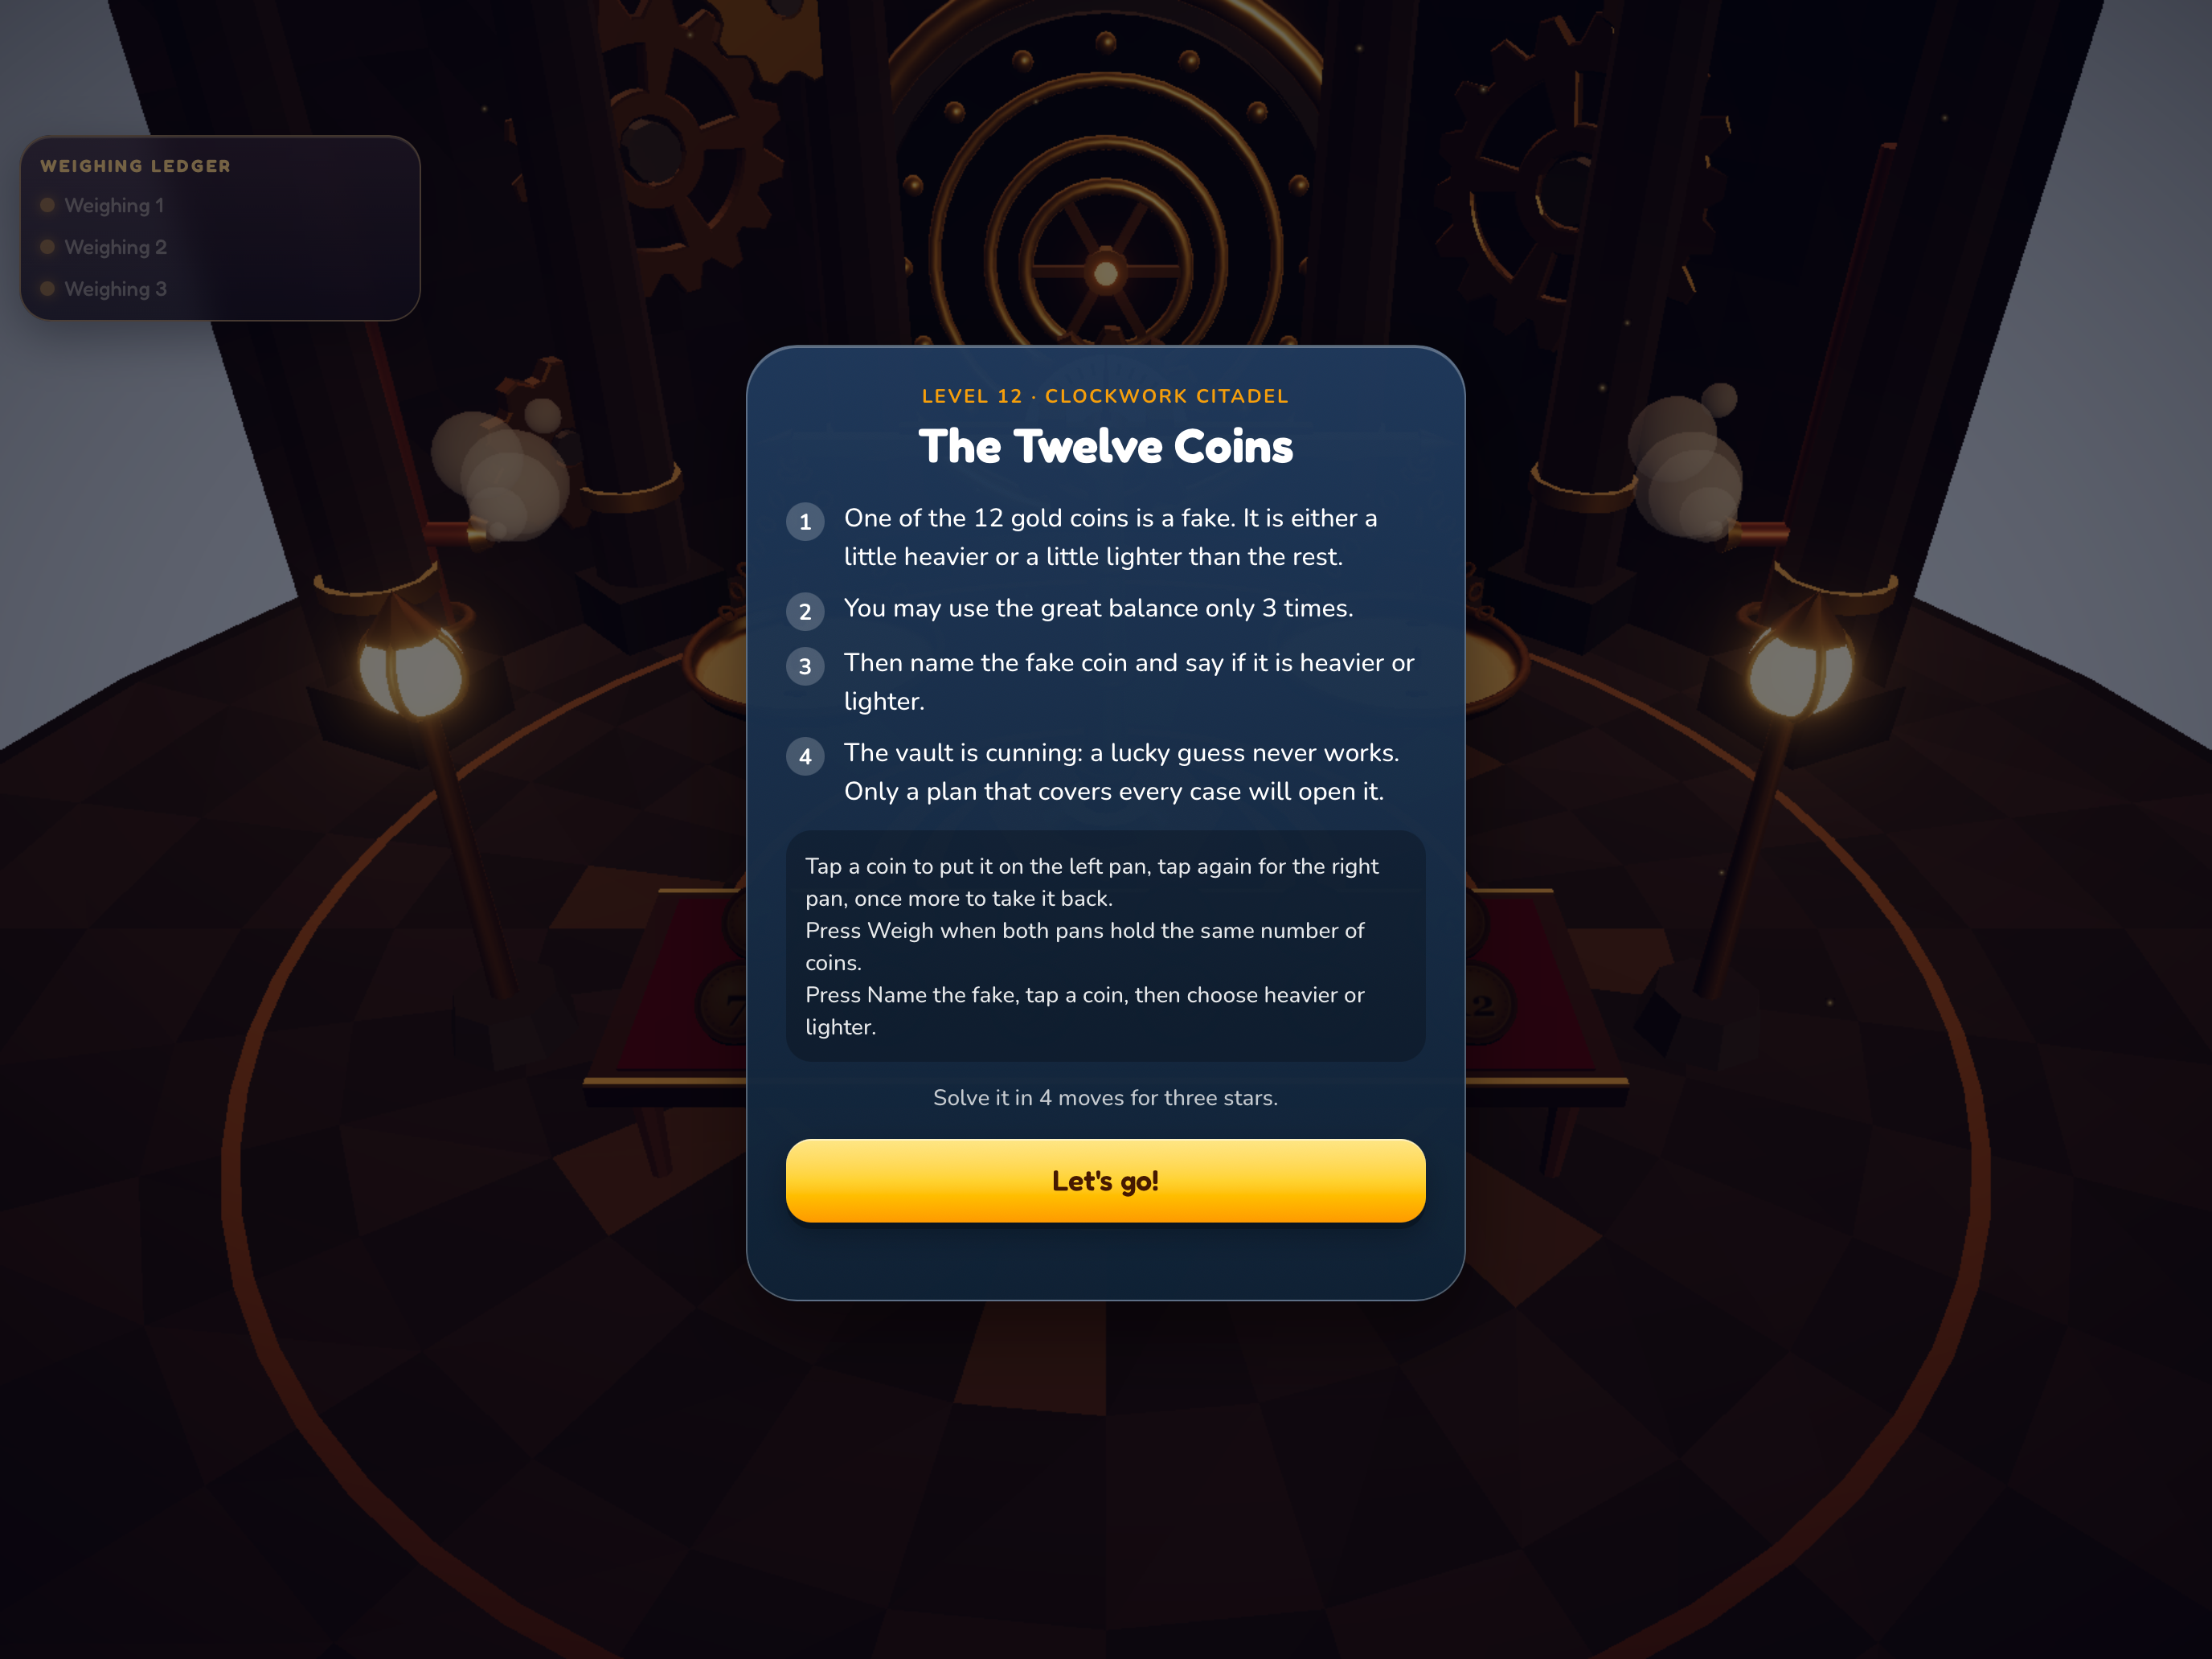 WEIGHING LEDGER
Weighing 1
Weighing 2
Weighing 3
LEVEL 12 · CLOCKWORK CITADEL
The Twelve Coins
1 One of the 12 gold coins is a fake. It is either a
little heavier or a little lighter than the rest.
2 You may use the great balance only 3 times.
3 Then name the fake coin and say if it is heavier or
lighter.
4 The vault is cunning: a lucky guess never works.
Only a plan that covers every case will open it.
Tap a coin to put it on the left pan, tap again for the right
pan, once more to take it back.
Press Weigh when both pans hold the same number of
coins.
Press Name the fake, tap a coin, then choose heavier or
lighter.
7
Solve it in 4 moves for three stars.
Let's go!